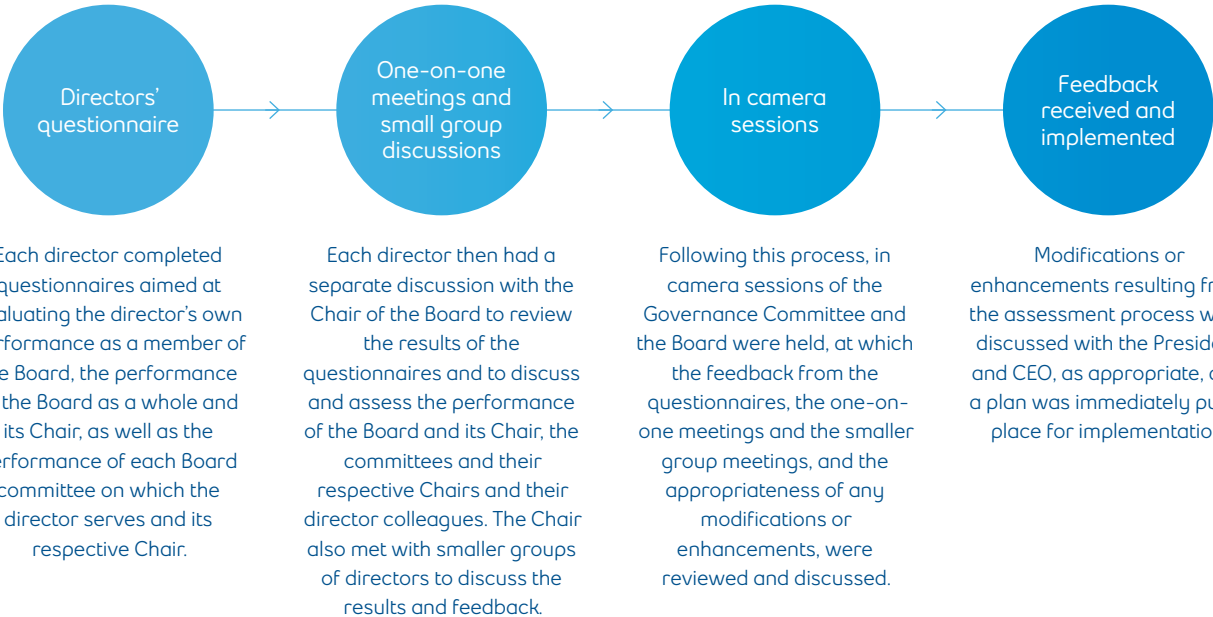 Directors'
questionnaire
Each director completed
questionnaires aimed at
aluating the director's own
rformance as a member of
e Board, the performance
the Board as a whole and
its Chair, as well as the
erformance of each Board
committee on which the
director serves and its
respective Chair.
One-on-one
meetings and
small group
discussions
Each director then had a
separate discussion with the
Chair of the Board to review
the results of the
questionnaires and to discuss
and assess the performance
of the Board and its Chair, the
committees and their
respective Chairs and their
director colleagues. The Chair
also met with smaller groups
of directors to discuss the
results and feedback.
In camera
sessions
Following this process, in
camera sessions of the
Governance Committee and
the Board were held, at which
the feedback from the
questionnaires, the one-on-
one meetings and the smaller
group meetings, and the
appropriateness of any
modifications or
enhancements, were
reviewed and discussed.
Feedback
received and
implemented
Modifications or
enhancements resulting fr
the assessment process w
discussed with the Preside
and CEO, as appropriate,
a plan was immediately pu
place for implementatio